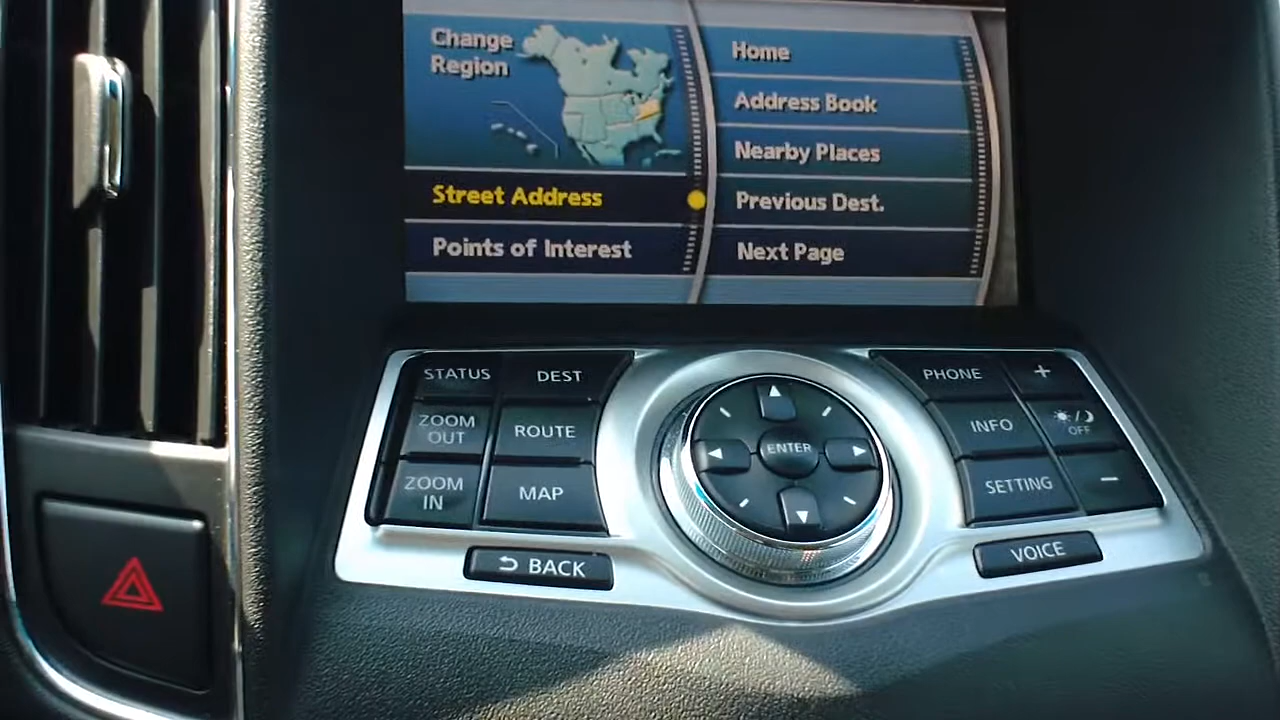 Change
Region
Home
Address Book
Nearby Places
Street Address
Previous Dest.
Points of Interest
Next Page
STATUS
DEST
PHONE
+
ZOOM
OUT
ROUTE
ENTER
INFO
/
OFF
ZOOM
IN
MAP
SETTING
−
BACK
VOICE